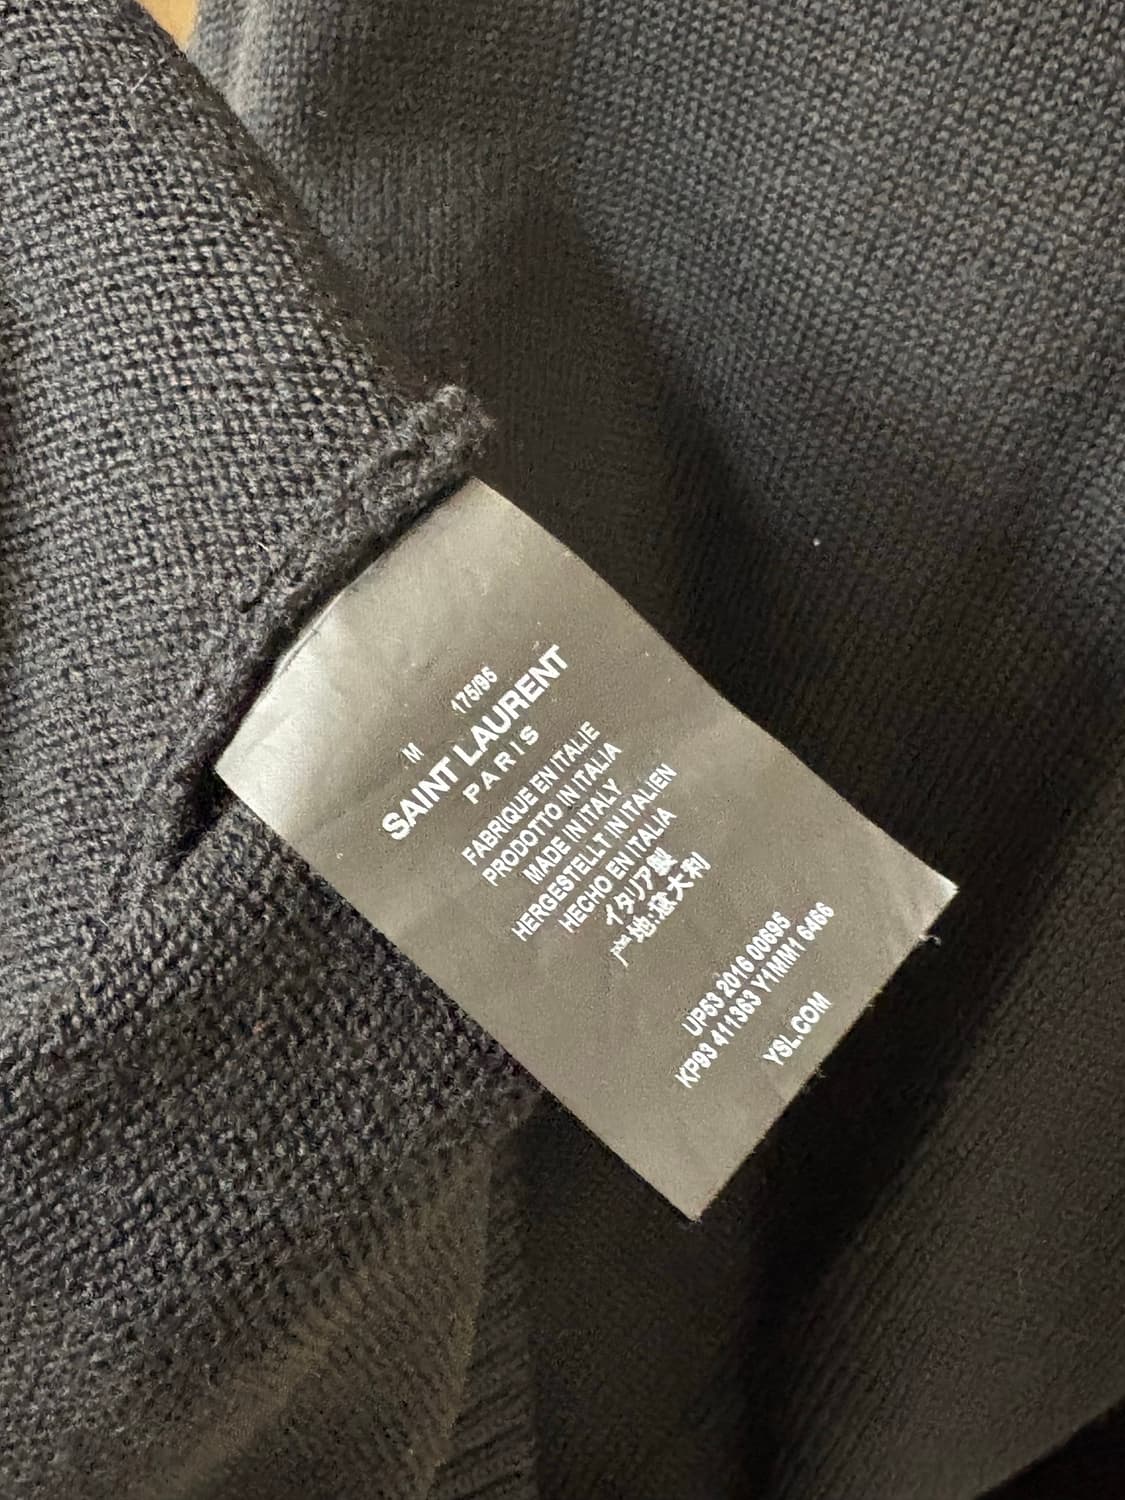 M 175/96
SAINT LAURENT
PARIS
FABRIQUE EN ITALIE
PRODOTTO IN ITALIA
MADE IN ITALY
HERGESTELLT IN ITALIEN
HECHO EN ITALIA
イタリア製
产地:意大利
UP53 2016 00696
KP93 411363 Y1MM1 6466
YSL.COM